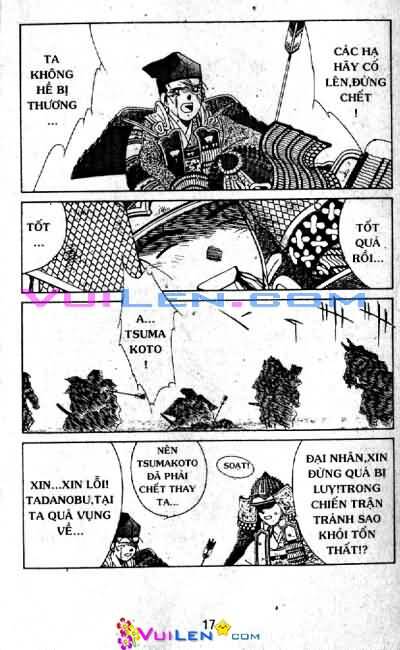 CÁC HẠ
HÃY CỐ
LÊN,ĐỪNG
CHẾT
!
TA
KHÔNG
HỀ BỊ
THƯƠNG
...
TỐT
QUÁ
RỒI...
TỐT
...
VUILEN.COM
A...
TSUMA
KOTO
!
ĐẠI NHÂN,XIN
ĐỪNG QUÁ BỊ
LUỴ!TRONG
CHIẾN TRẬN
TRÁNH SAO
KHỎI TỔN
THẤT!?
SOẠT!
NÊN
TSUMAKOTO
ĐÃ PHẢI
CHẾT THAY
TA...
XIN...XIN LỖI!
TADANOBU,TẠI
TA QUÁ VỤNG
VỀ...
17
VUILEN.COM